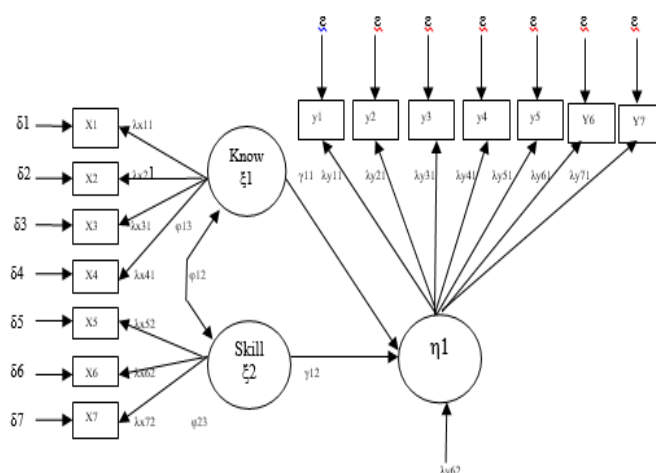 ε ε ε ε ε ε ε
y1 y2 y3 y4 y5 Y6 Y7
δ1 X1 λx11
Know
ξ1
γ11 λy11 λy21 λy31 λy41 λy51 λy61 λy71
δ2 X2 λx21
δ3 X3 λx31 φ13
δ4 X4 λx41 φ12
δ5 X5 λx52
Skill
ξ2
η1
δ6 X6 λx62 γ12
δ7 X7 λx72 φ23
λy62